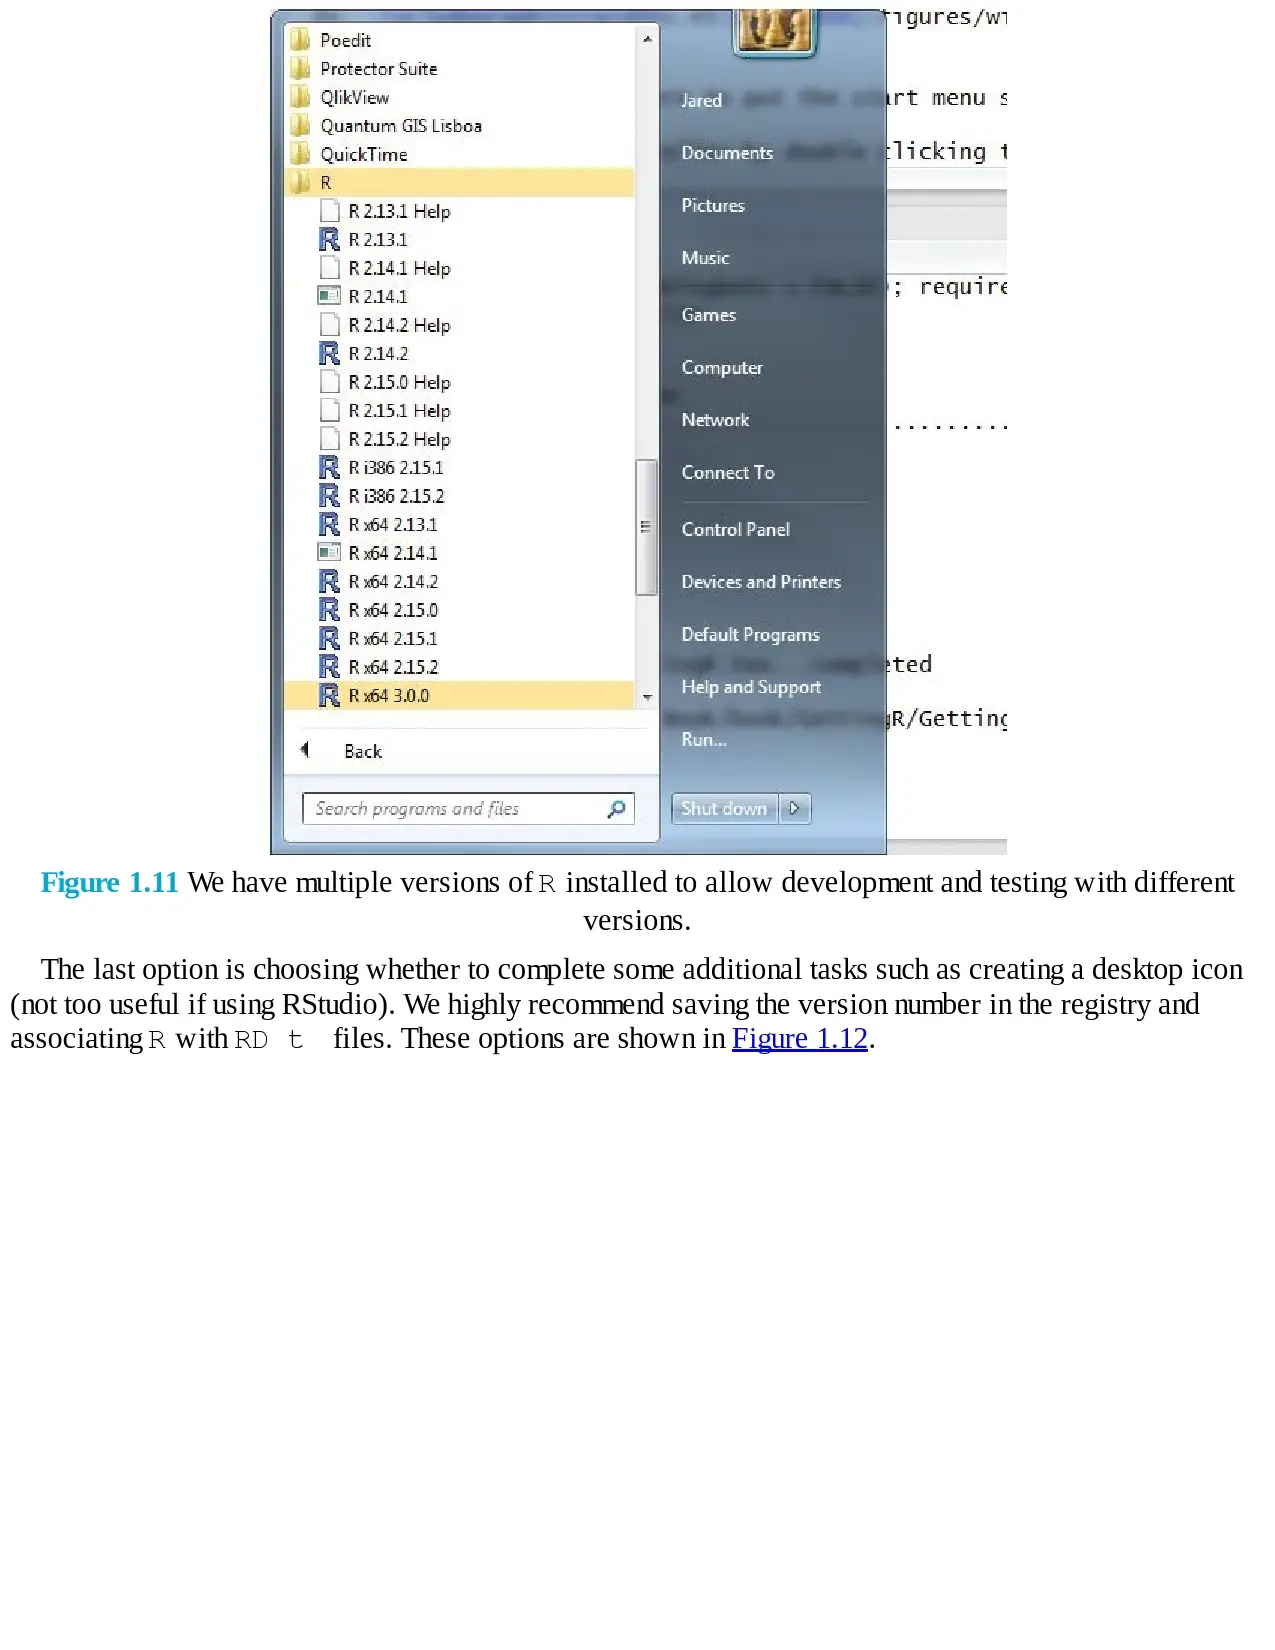 Poedit
Protector Suite
QlikView
Quantum GIS Lisboa
QuickTime
R
R 2.13.1 Help
R 2.13.1
R 2.14.1 Help
R 2.14.1
R 2.14.2 Help
R 2.14.2
R 2.15.0 Help
R 2.15.1 Help
R 2.15.2 Help
R i386 2.15.1
R i386 2.15.2
R x64 2.13.1
R x64 2.14.1
R x64 2.14.2
R x64 2.15.0
R x64 2.15.1
R x64 2.15.2
R x64 3.0.0
Back
Search programs and files
Jared
Documents
Pictures
Music
Games
Computer
Network
Connect To
Control Panel
Devices and Printers
Default Programs
Help and Support
Run...
Shut down
figures/wi
put the start menu s
clicking t
; require
..........
R/Getting
Figure 1.11 We have multiple versions of R installed to allow development and testing with different
versions.
The last option is choosing whether to complete some additional tasks such as creating a desktop icon
(not too useful if using RStudio). We highly recommend saving the version number in the registry and
associating R with RD t files. These options are shown in Figure 1.12.